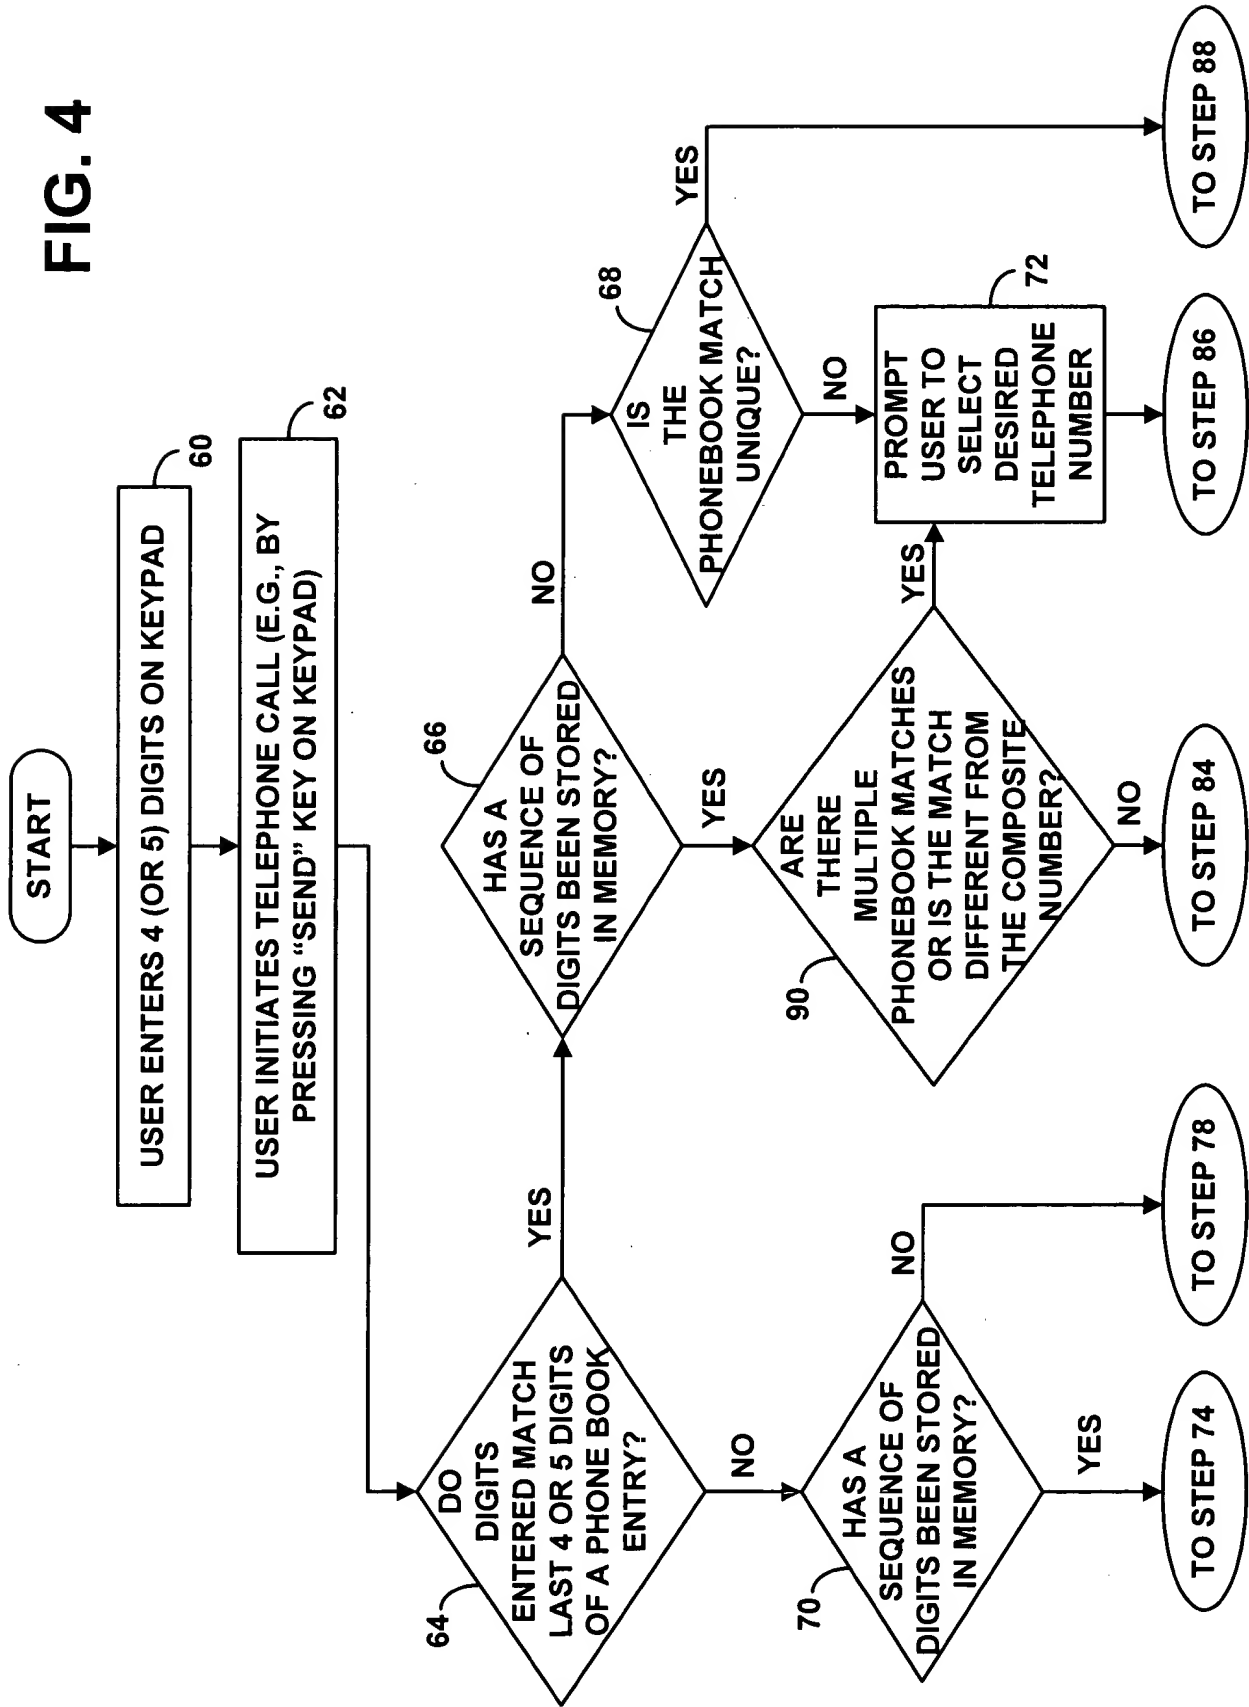 FIG. 4
START
USER ENTERS 4 (OR 5) DIGITS ON KEYPAD
60
USER INITIATES TELEPHONE CALL (E.G., BY
PRESSING “SEND” KEY ON KEYPAD)
62
DO
DIGITS
ENTERED MATCH
LAST 4 OR 5 DIGITS
OF A PHONE BOOK
ENTRY?
64
YES
NO
HAS A
SEQUENCE OF
DIGITS BEEN STORED
IN MEMORY?
66
NO
YES
IS
THE
PHONEBOOK MATCH
UNIQUE?
68
YES
NO
HAS A
SEQUENCE OF
DIGITS BEEN STORED
IN MEMORY?
70
NO
YES
ARE
THERE
MULTIPLE
PHONEBOOK MATCHES
OR IS THE MATCH
DIFFERENT FROM
THE COMPOSITE
NUMBER?
90
YES
NO
PROMPT
USER TO
SELECT
DESIRED
TELEPHONE
NUMBER
72
TO STEP 74
TO STEP 78
TO STEP 84
TO STEP 86
TO STEP 88